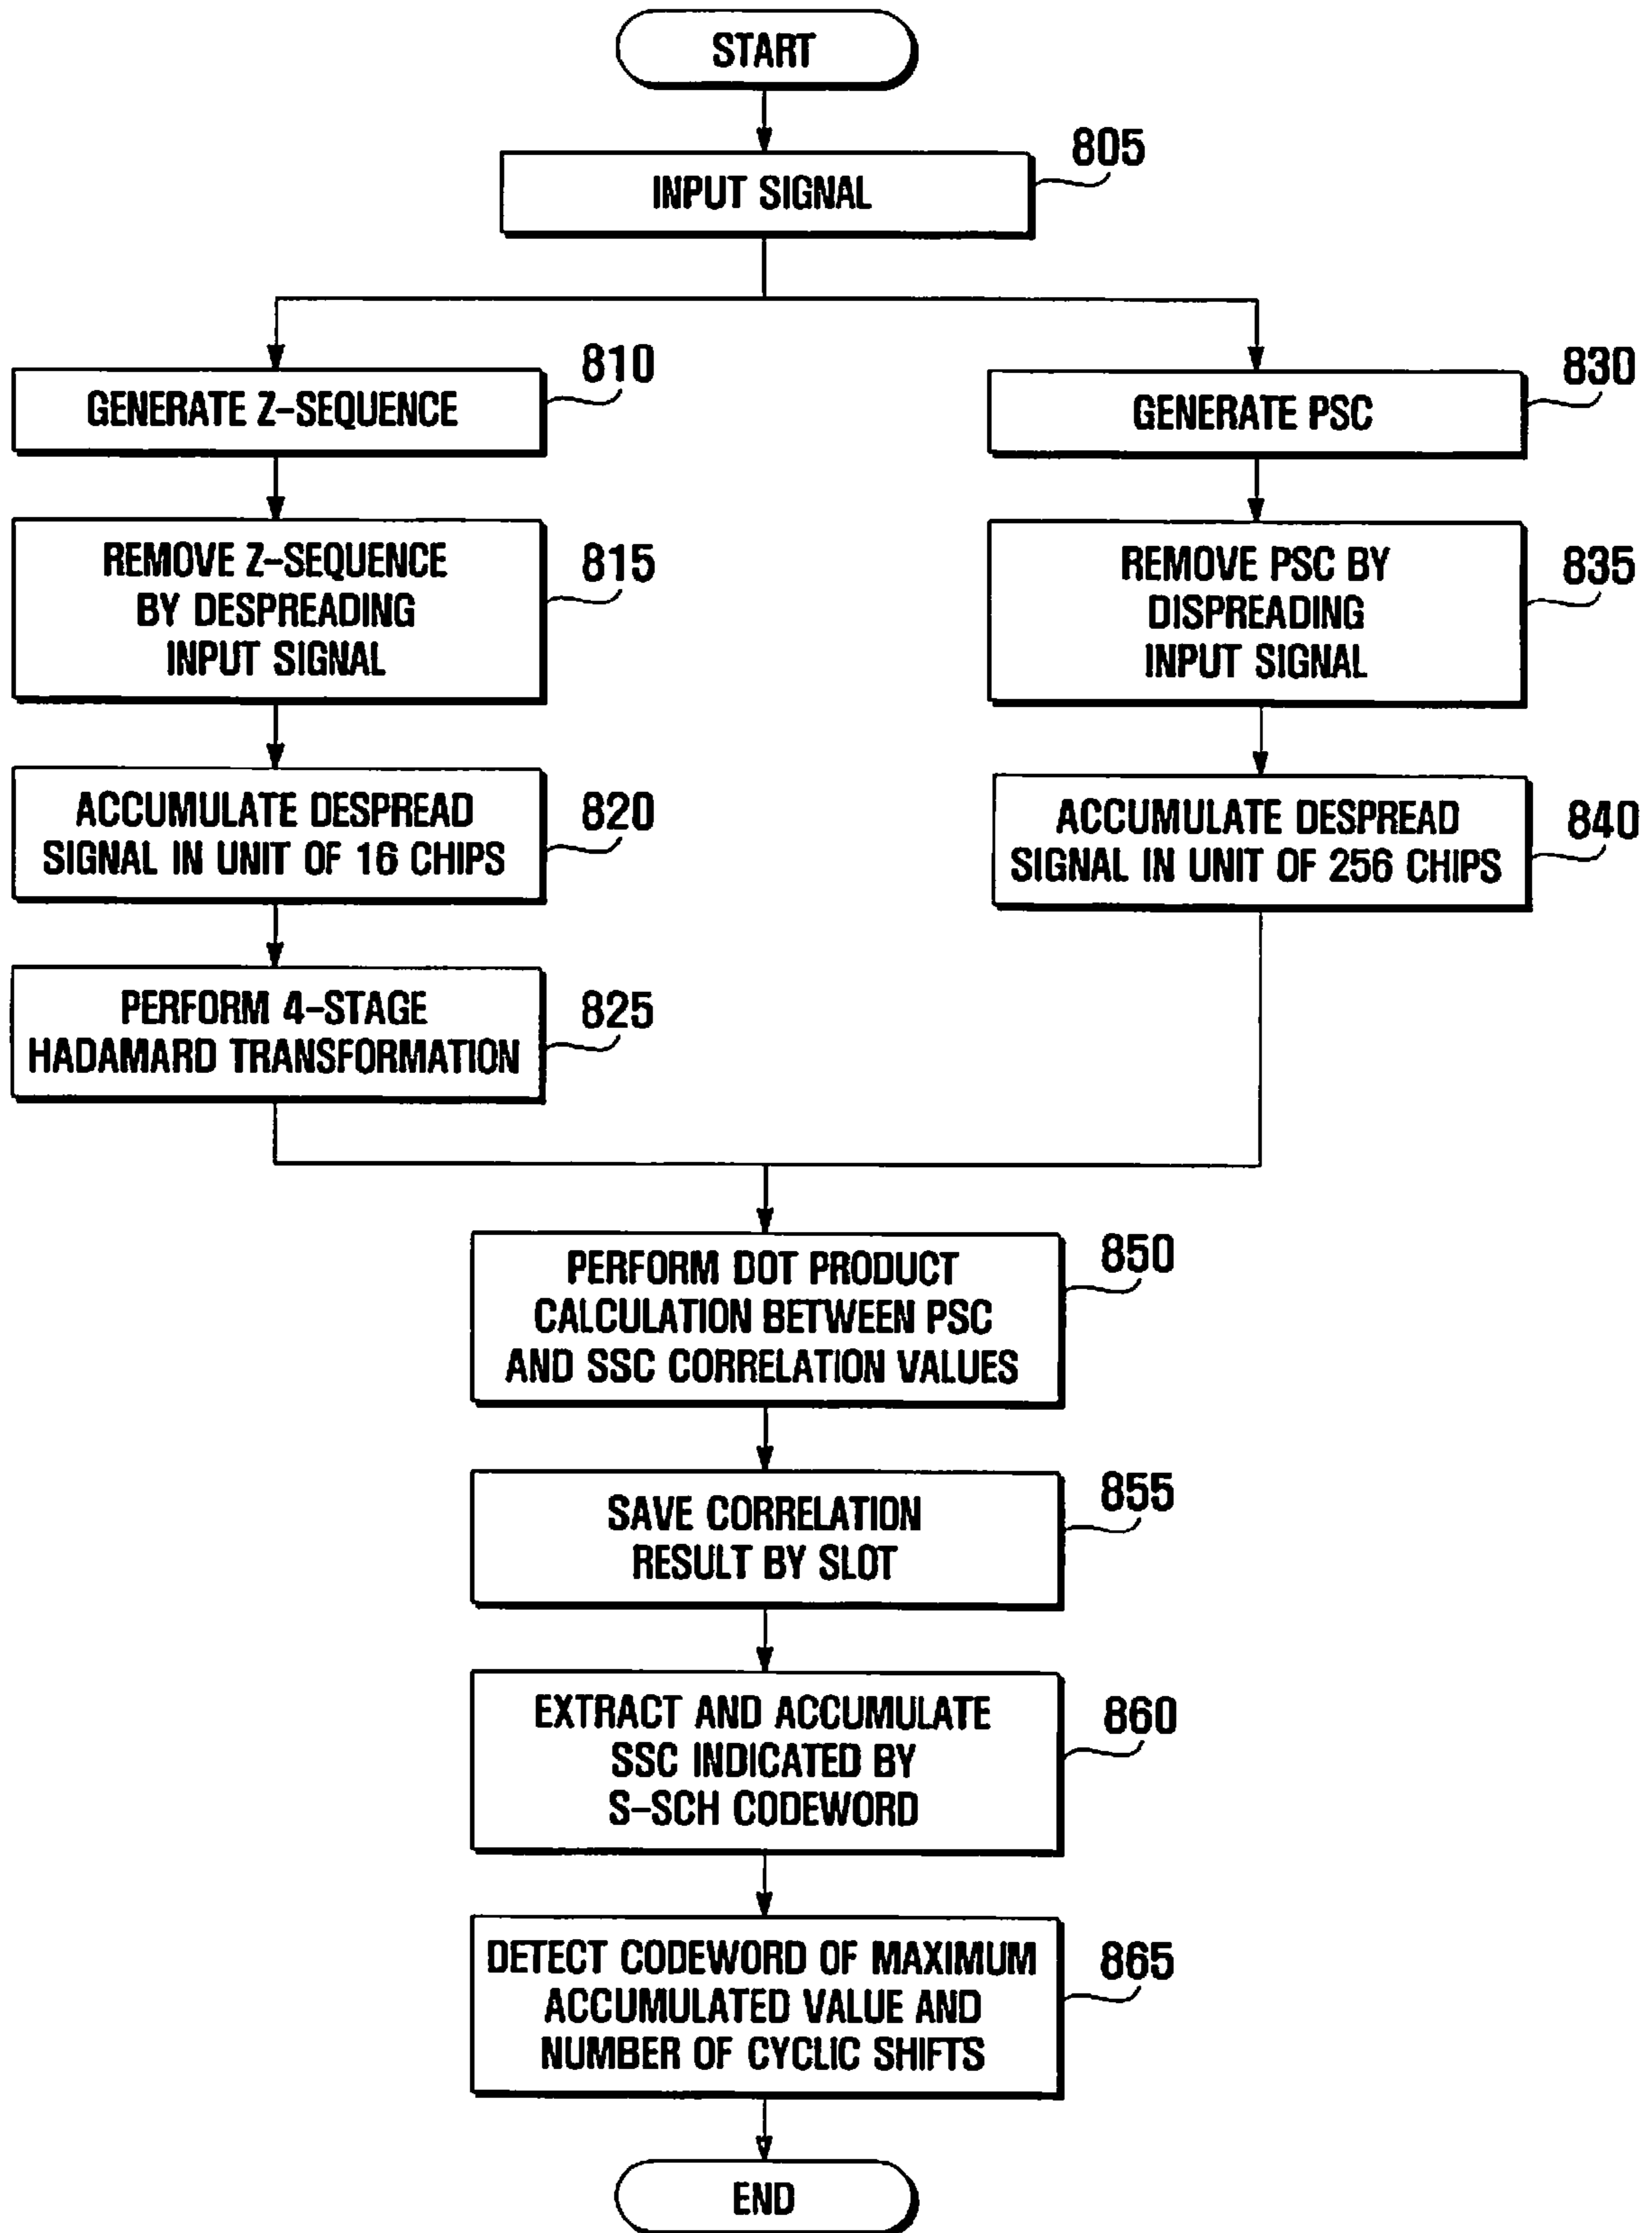 START
INPUT SIGNAL
805
GENERATE Z-SEQUENCE
810
REMOVE Z-SEQUENCE
BY DESPREADING
INPUT SIGNAL
815
ACCUMULATE DESPREAD
SIGNAL IN UNIT OF 16 CHIPS
820
PERFORM 4-STAGE
HADAMARD TRANSFORMATION
825
GENERATE PSC
830
REMOVE PSC BY
DISPREADING
INPUT SIGNAL
835
ACCUMULATE DESPREAD
SIGNAL IN UNIT OF 256 CHIPS
840
PERFORM DOT PRODUCT
CALCULATION BETWEEN PSC
AND SSC CORRELATION VALUES
850
SAVE CORRELATION
RESULT BY SLOT
855
EXTRACT AND ACCUMULATE
SSC INDICATED BY
S-SCH CODEWORD
860
DETECT CODEWORD OF MAXIMUM
ACCUMULATED VALUE AND
NUMBER OF CYCLIC SHIFTS
865
END